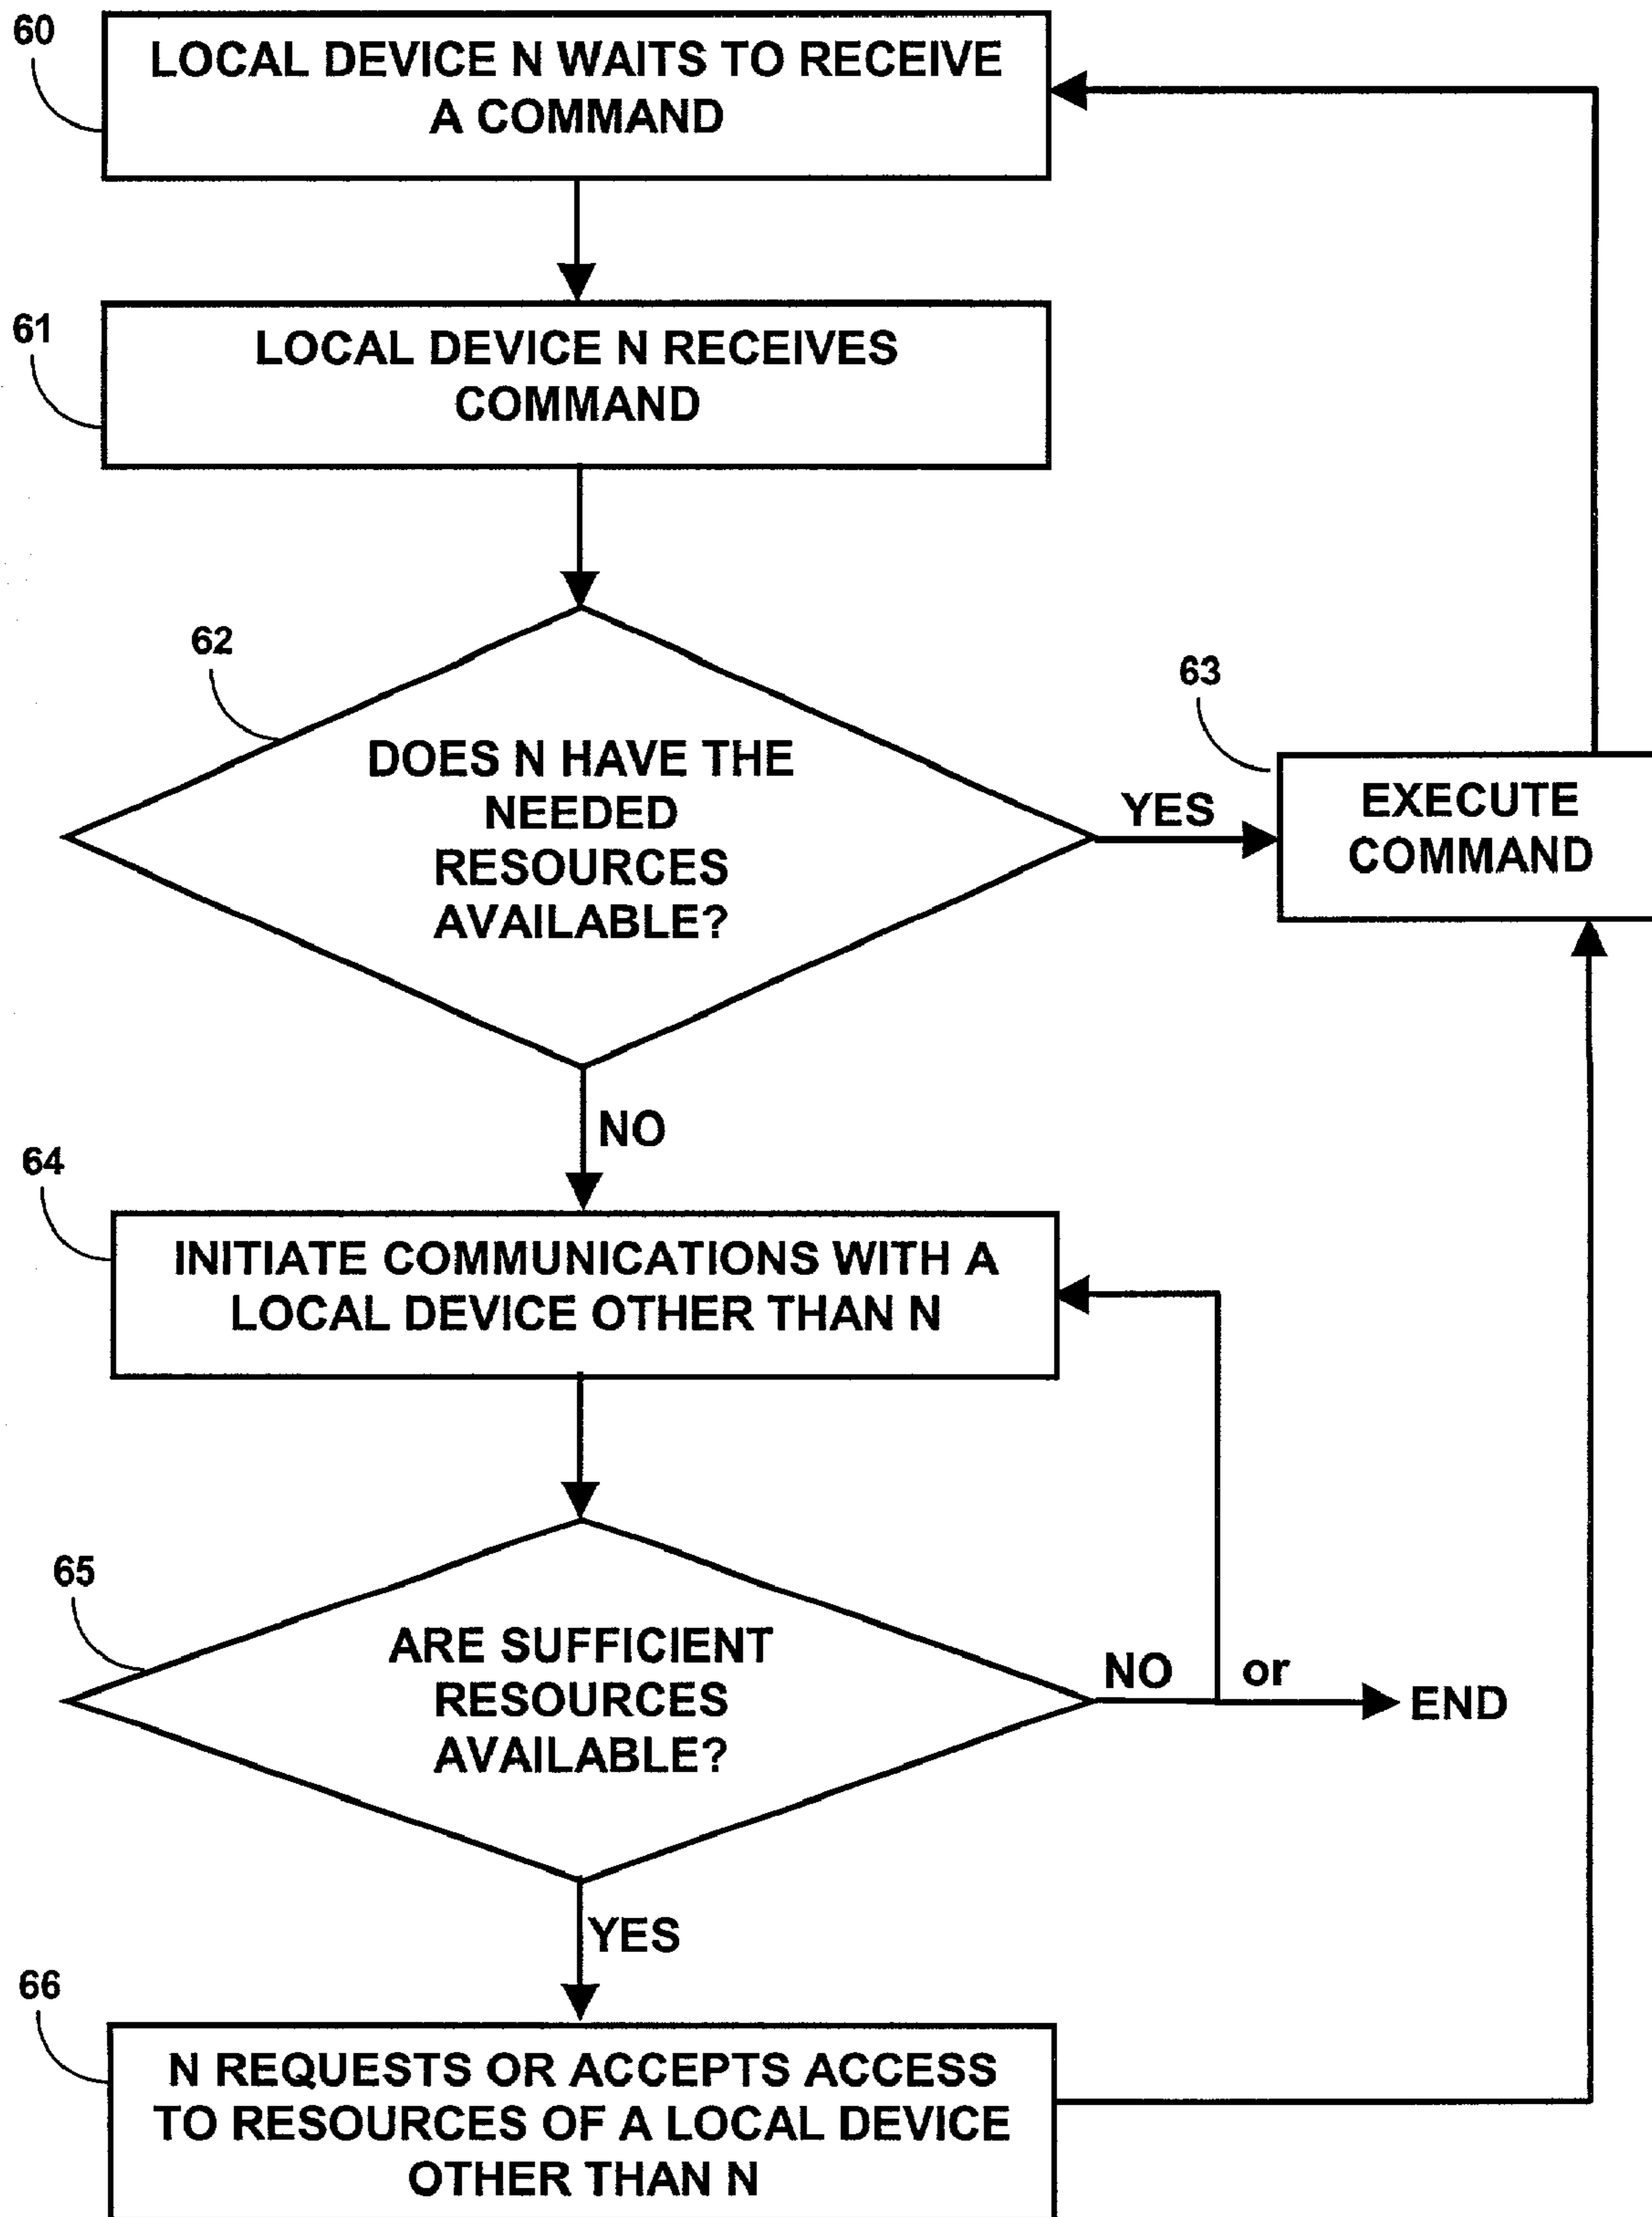 60
LOCAL DEVICE N WAITS TO RECEIVE
A COMMAND
61
LOCAL DEVICE N RECEIVES
COMMAND
62
DOES N HAVE THE
NEEDED
RESOURCES
AVAILABLE?
YES
63
EXECUTE
COMMAND
NO
64
INITIATE COMMUNICATIONS WITH A
LOCAL DEVICE OTHER THAN N
65
ARE SUFFICIENT
RESOURCES
AVAILABLE?
NO or
END
YES
66
N REQUESTS OR ACCEPTS ACCESS
TO RESOURCES OF A LOCAL DEVICE
OTHER THAN N